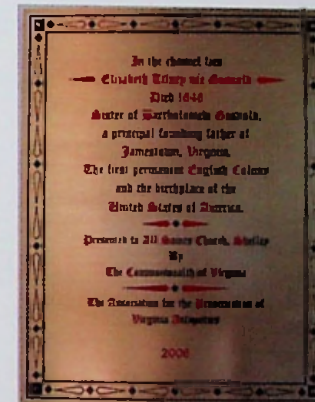 In the chancel lies
Elizabeth Tilney née Gosnold
Died 1646
Sister of Bartholomew Gosnold,
a principal founding father of
Jamestown, Virginia,
The first permanent English Colony
and the birthplace of the
United States of America.
Presented to All Saints Church, Shelley
By
The Commonwealth of Virginia
The Association for the Preservation of
Virginia Antiquities
2006